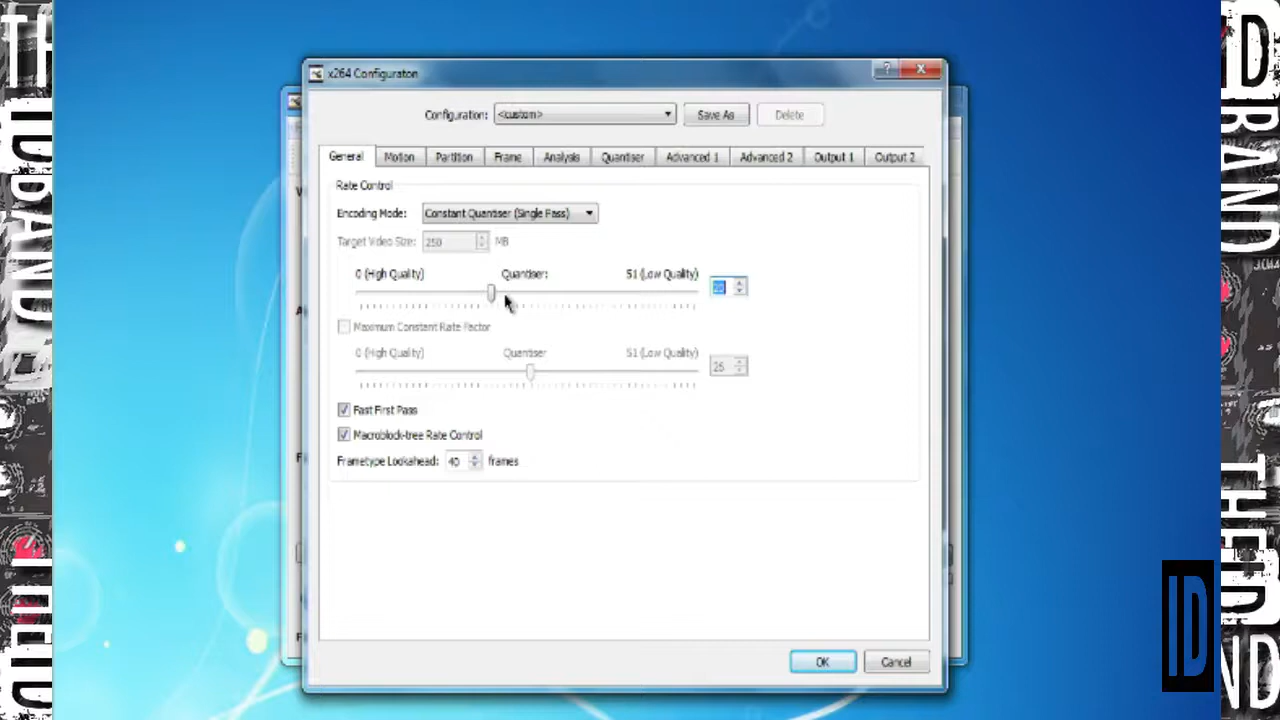 x264 Configuraton
Configuration: <custom> Save As Delete
General Motion Partition Frame Analysis Quantiser Advanced 1 Advanced 2 Output 1 Output 2
Rate Control
Encoding Mode: Constant Quantiser (Single Pass)
Target Video Size: 250 MB
0 (High Quality) Quantiser: 51 (Low Quality)
Maximum Constant Rate Factor
0 (High Quality) Quantiser 51 (Low Quality) 25
Fast First Pass
Macroblock-tree Rate Control
Frametype Lookahead: 40 frames
OK Cancel
ID